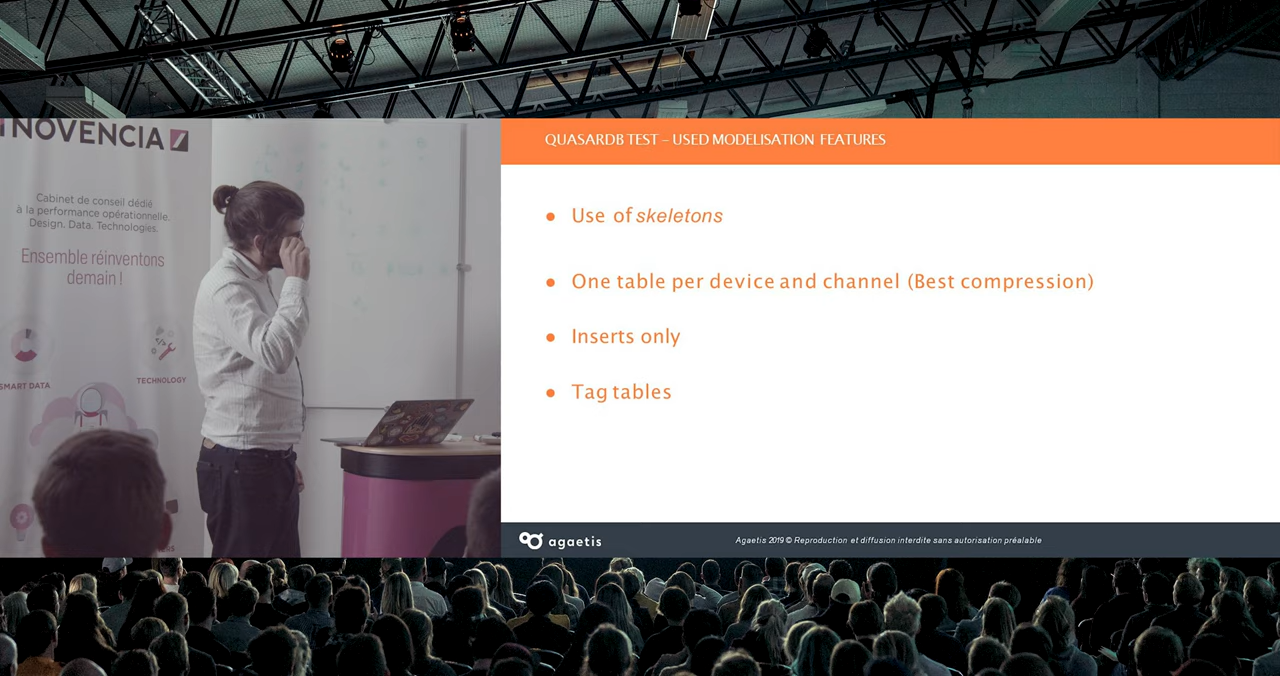 NOVENCIA
Cabinet de conseil dédié
à la performance opérationnelle.
Design. Data. Technologies.
Ensemble réinventons
demain !
SMART DATA
TECHNOLOGY
QUASARDB TEST – USED MODELISATION FEATURES
● Use of skeletons
● One table per device and channel (Best compression)
● Inserts only
● Tag tables
agaetis
Agaetis 2019 © Reproduction et diffusion interdite sans autorisation préalable